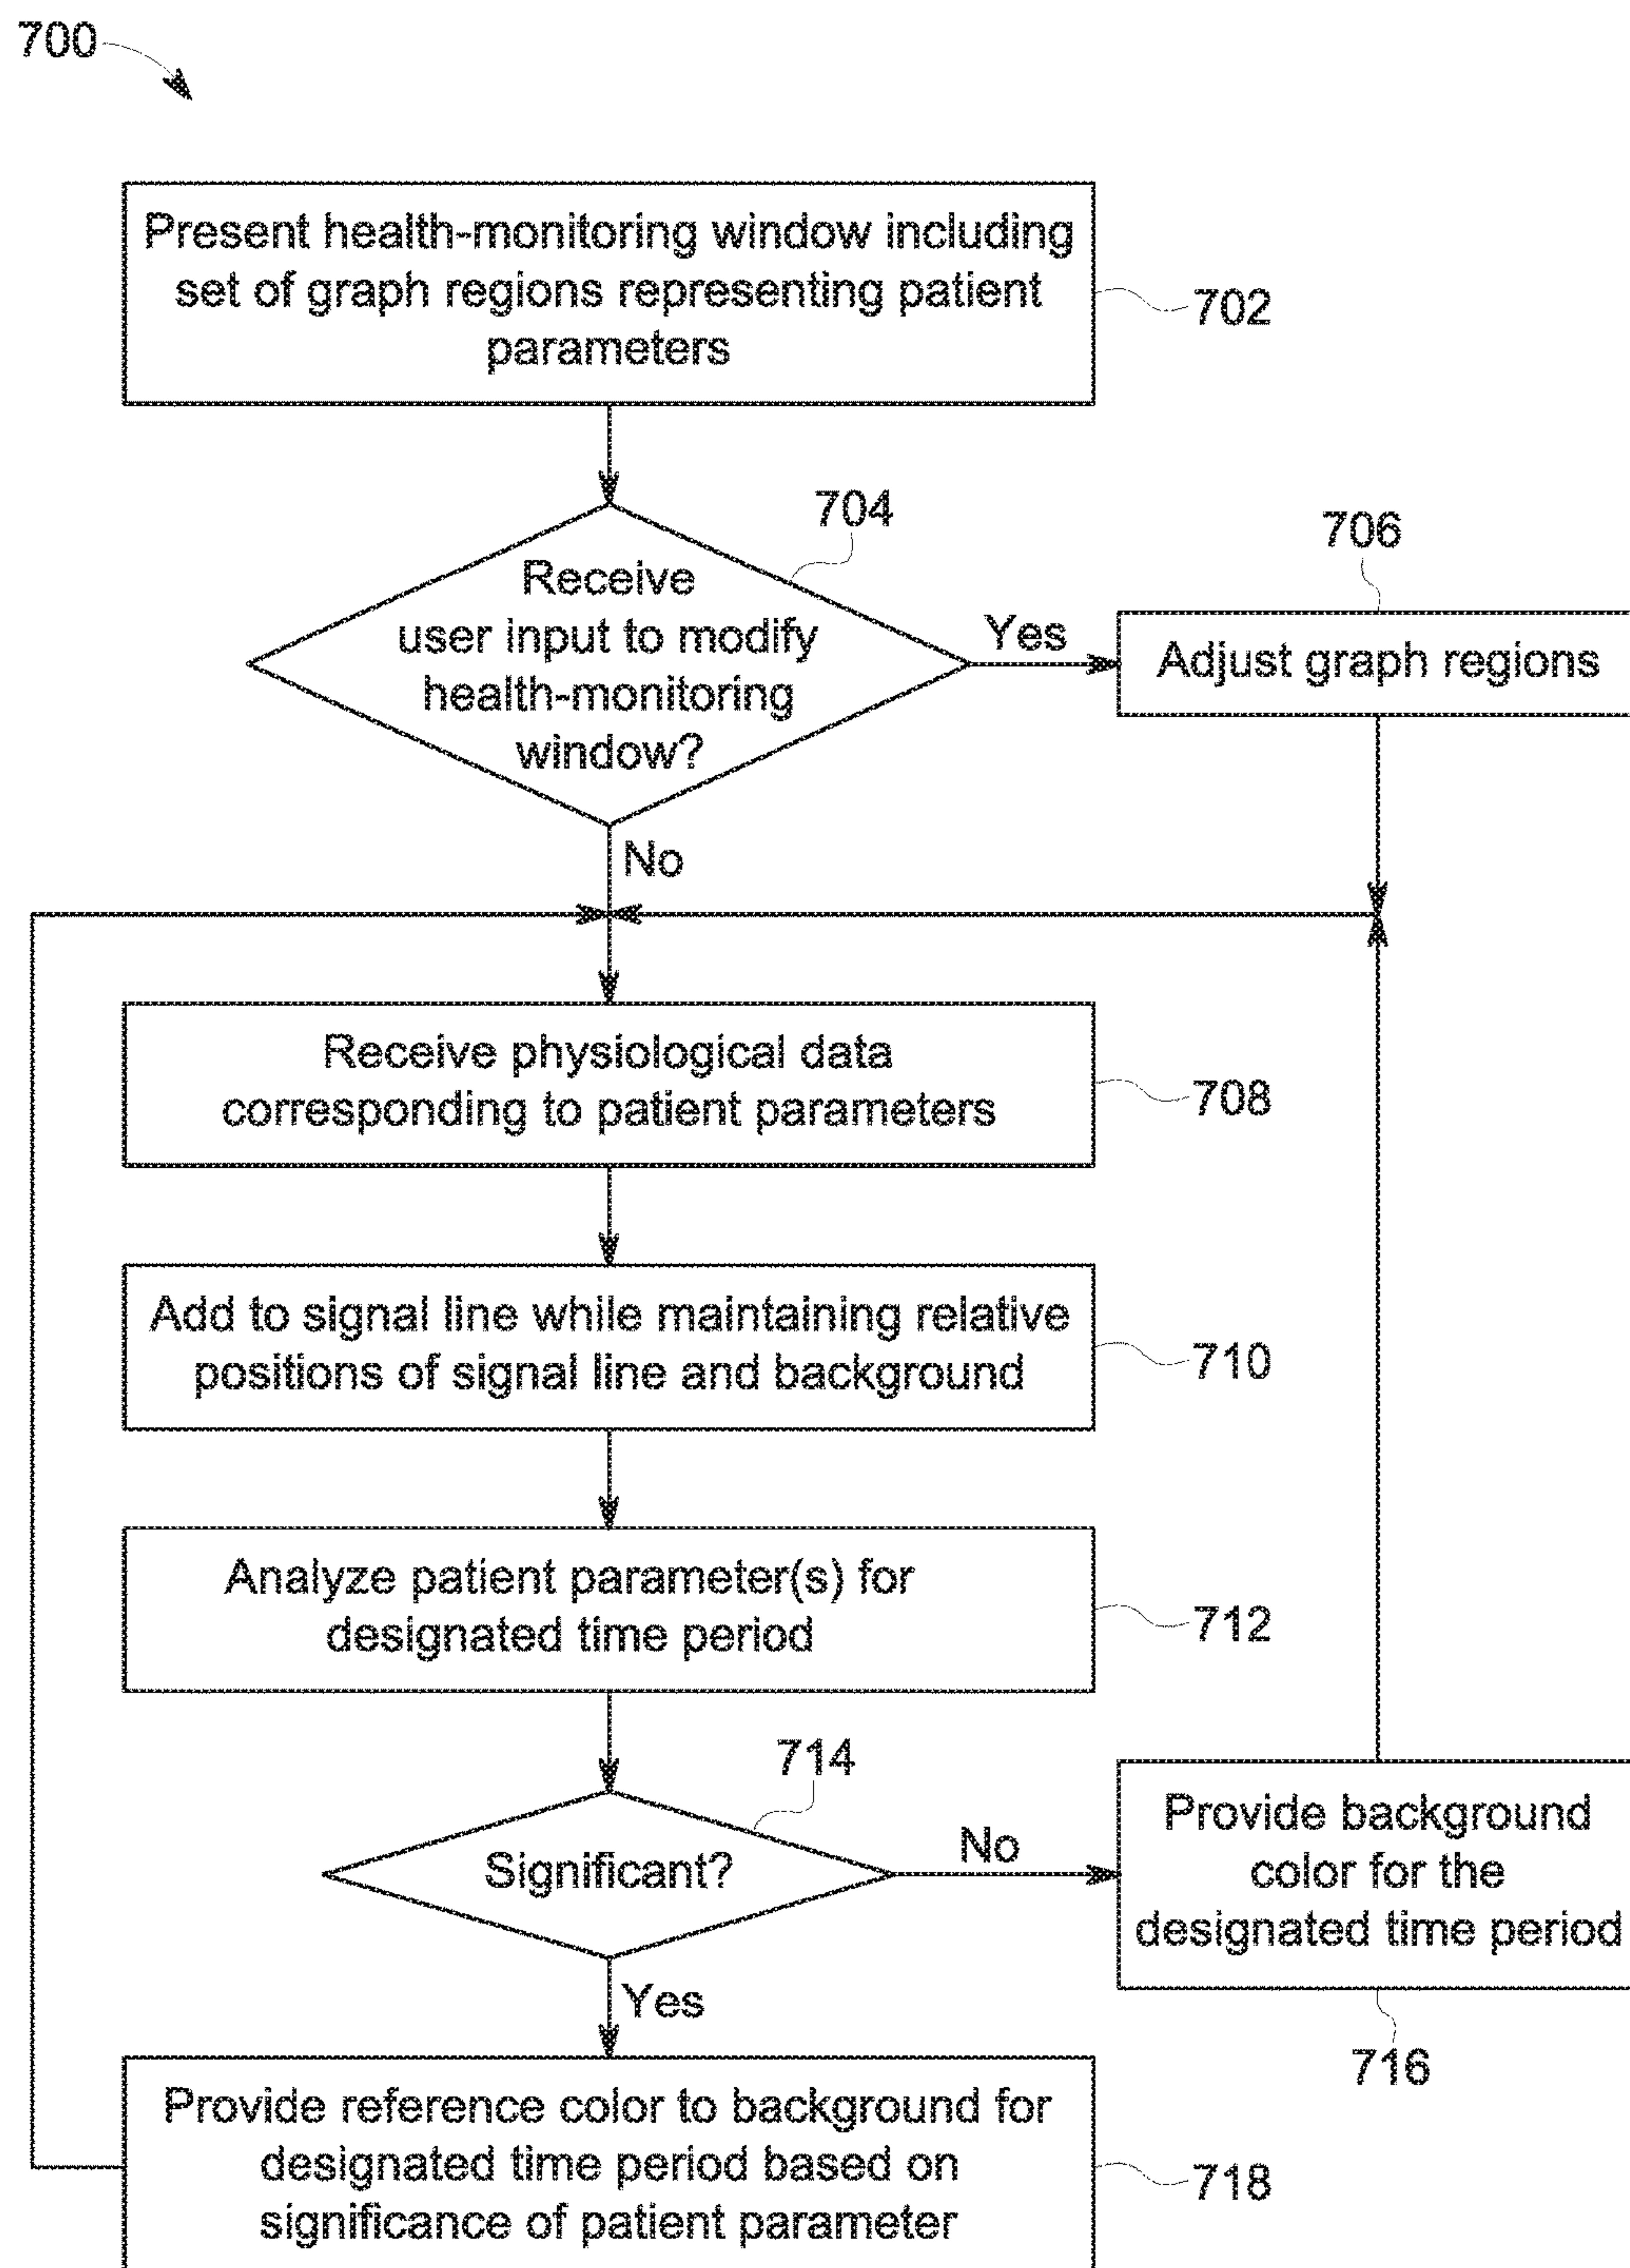 700
Present health-monitoring window including
set of graph regions representing patient
parameters
702
704
Receive
user input to modify
health-monitoring
window?
Yes
706
Adjust graph regions
No
Receive physiological data
corresponding to patient parameters
708
Add to signal line while maintaining relative
positions of signal line and background
710
Analyze patient parameter(s) for
designated time period
712
714
Significant?
No
Provide background
color for the
designated time period
716
Yes
Provide reference color to background for
designated time period based on
significance of patient parameter
718